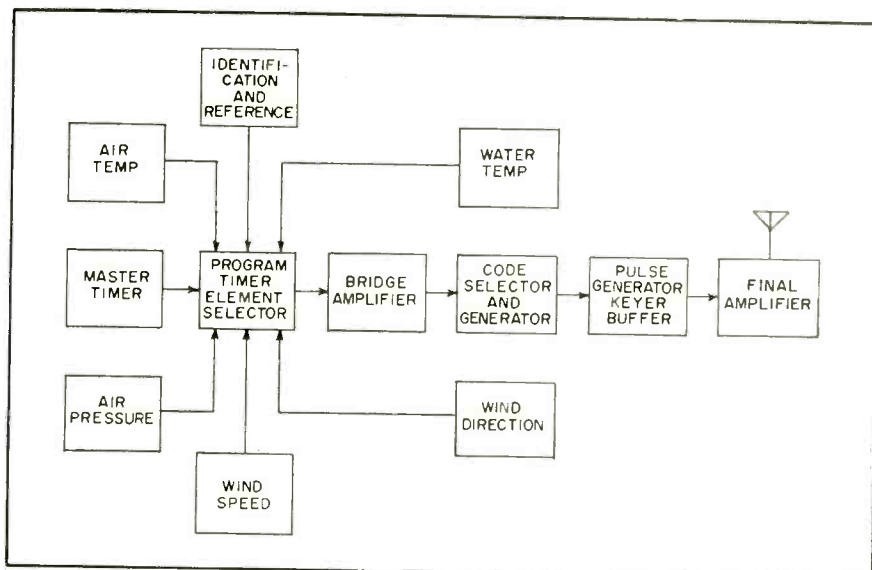 IDENTIFI-
CATION
AND
REFERENCE
AIR
TEMP
WATER
TEMP
MASTER
TIMER
PROGRAM
TIMER
ELEMENT
SELECTOR
BRIDGE
AMPLIFIER
CODE
SELECTOR
AND
GENERATOR
PULSE
GENERATOR
KEYER
BUFFER
FINAL
AMPLIFIER
AIR
PRESSURE
WIND
SPEED
WIND
DIRECTION